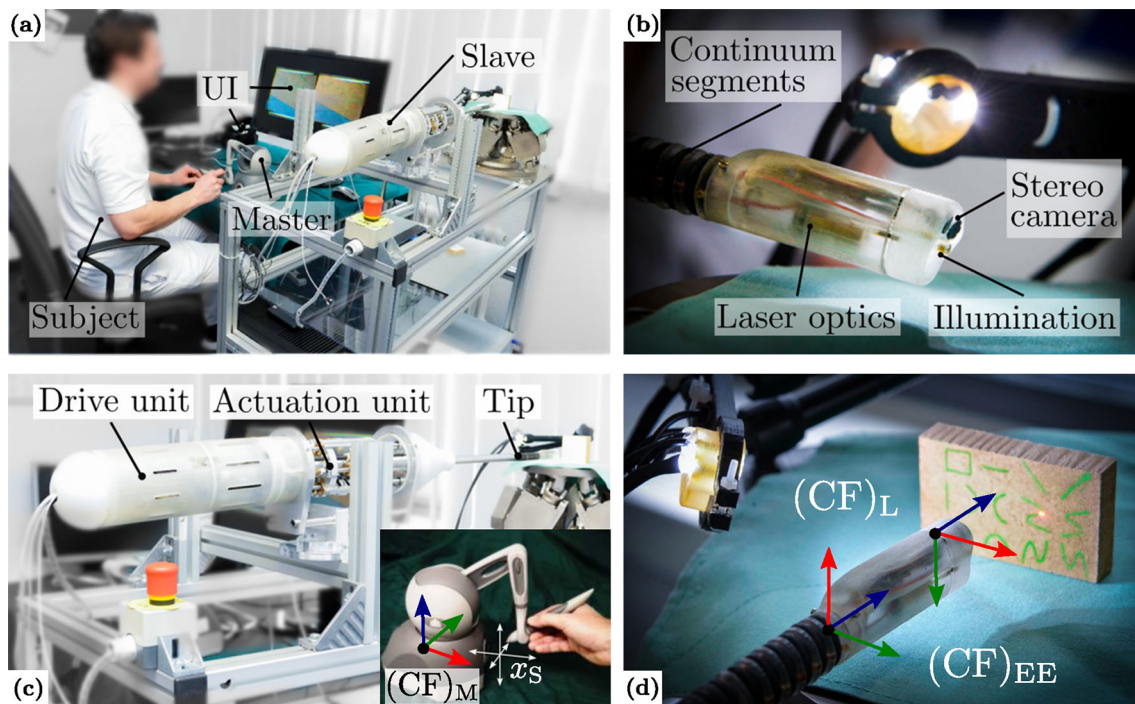 (a)
Slave
UI
Master
Subject
(b)
Continuum
segments
Stereo
camera
Laser optics
Illumination
Drive unit
Actuation unit
Tip
(CF)M
xS
(c)
(CF)L
(CF)EE
(d)